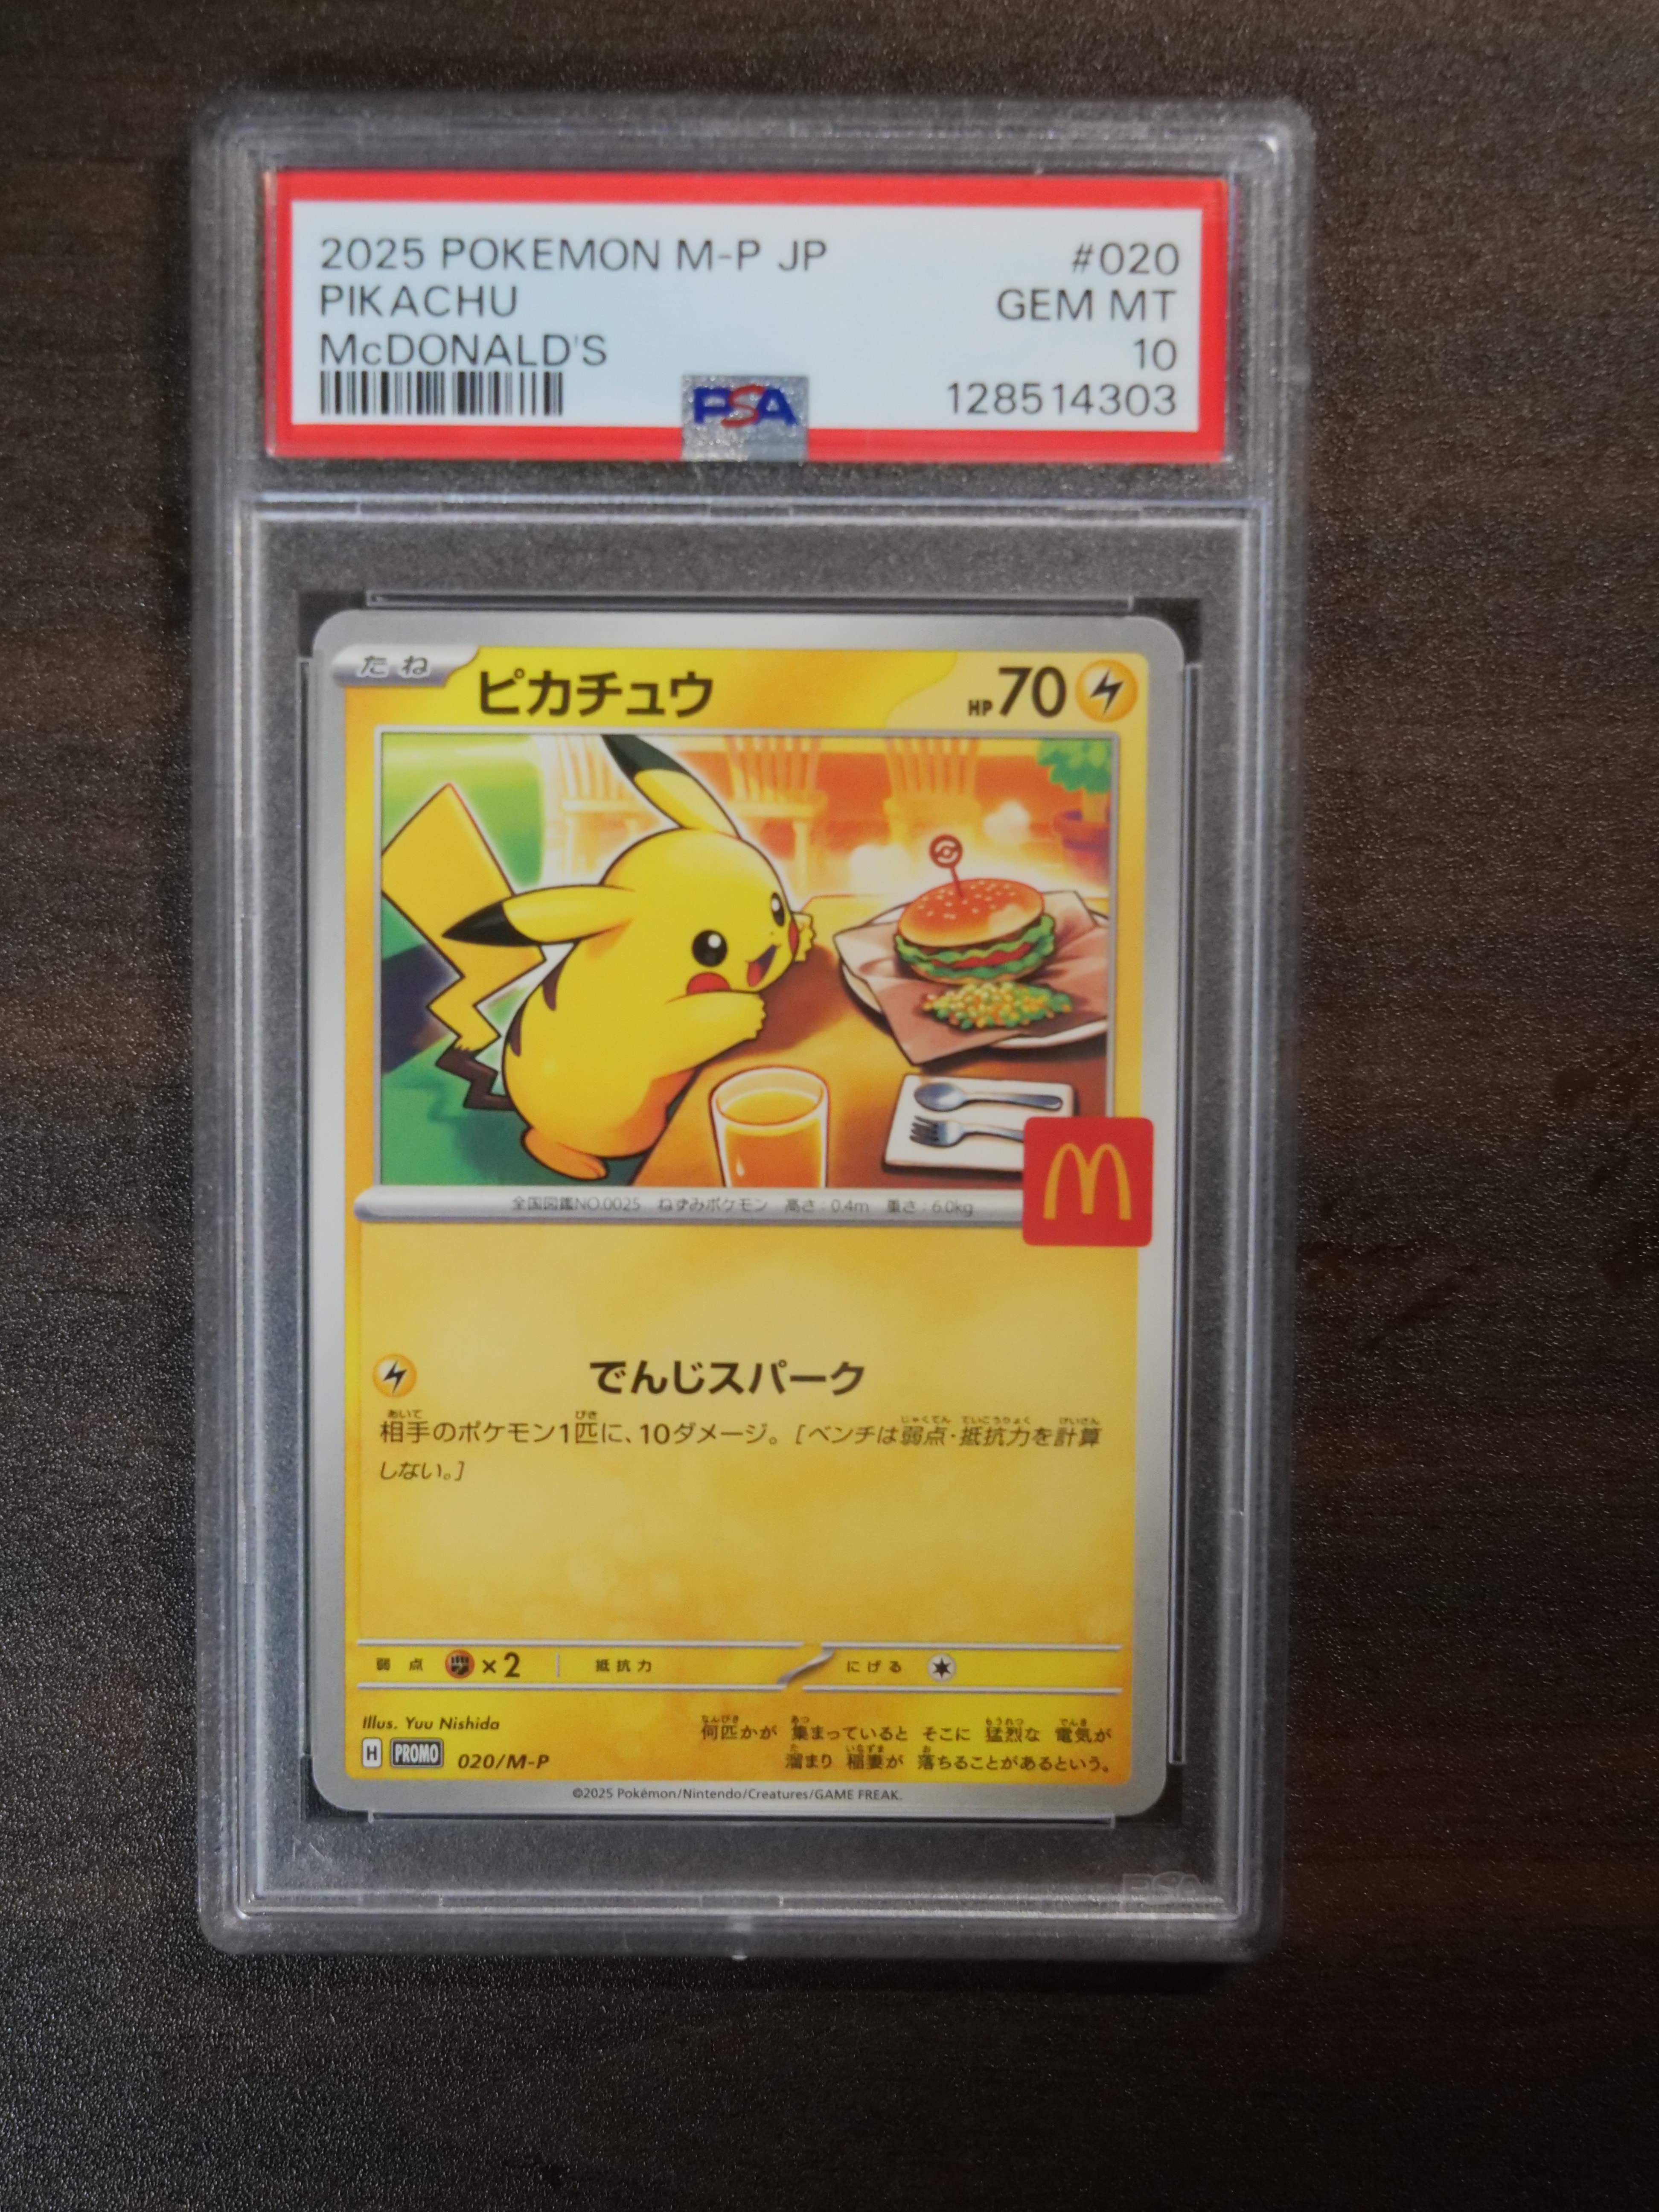 2025 POKEMON M-P JP #020
PIKACHU GEM MT
McDONALD'S 10
PSA 128514303
たね ピカチュウ HP70
全国図鑑NO.0025 ねずみポケモン 高さ:0.4m 重さ:6.0kg
M
でんじスパーク
相手のポケモン1匹に、10ダメージ。[ベンチは弱点・抵抗力を計算
しない。]
弱点 ×2 抵抗力 にげる
Illus. Yuu Nishida
H PROMO 020/M-P
何匹かが 集まっていると そこに 猛烈な 電気が
溜まり 稲妻が 落ちることがあるという。
©2025 Pokémon/Nintendo/Creatures/GAME FREAK.
PSA